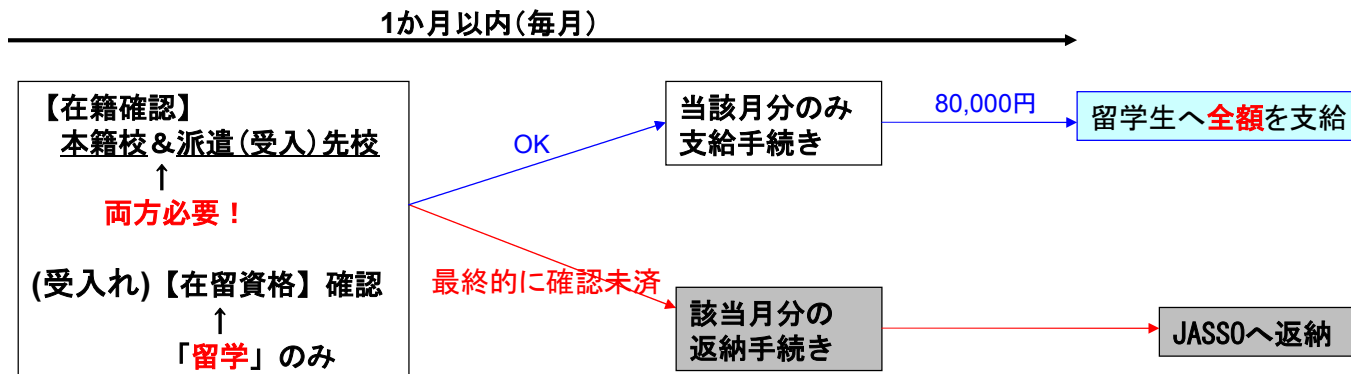 1か月以内(毎月)
【在籍確認】
本籍校&派遣(受入)先校
↑
両方必要！
(受入れ)【在留資格】確認
↑
「留学」のみ
OK
最終的に確認未済
当該月分のみ
支給手続き
80,000円
留学生へ全額を支給
該当月分の
返納手続き
JASSOへ返納